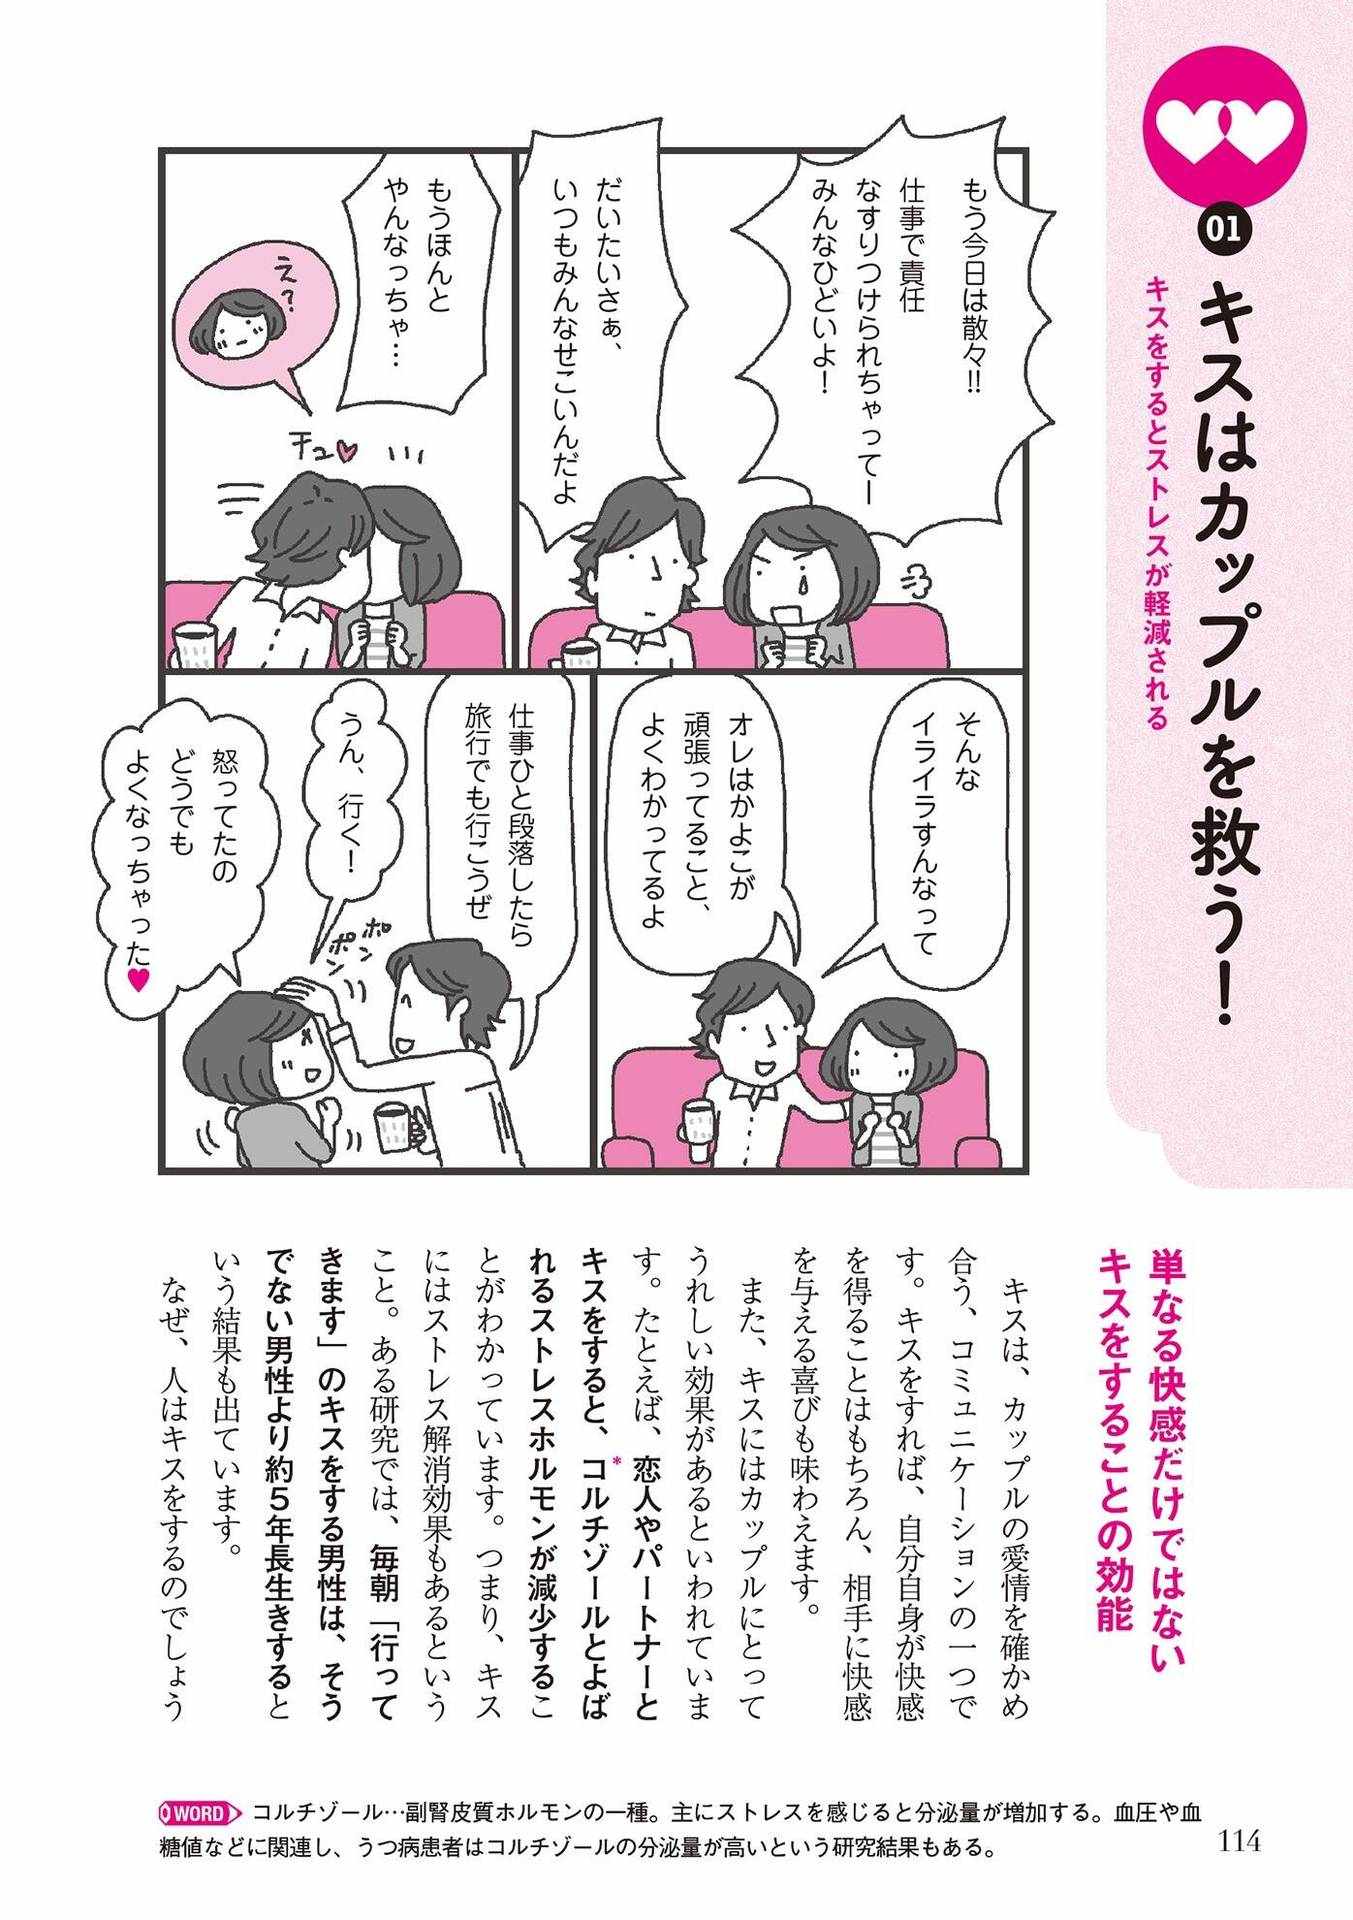 01
キスはカップルを救う!
キスをするとストレスが軽減される
もう今日は散々!!
仕事で責任
なすりつけられちゃってー
みんなひどいよ!
だいたいさぁ、
いつもみんなせこいんだよ
もうほんと
やんなっちゃ…
え?
チュ♥
そんな
イライラすんなって
オレはかよこが
頑張ってること、
よくわかってるよ
仕事ひと段落したら
旅行でも行こうぜ
うん、行く!
ポン
ポン
怒ってたの
どうでも
よくなっちゃった♥
単なる快感だけではない
キスをすることの効能
キスは、カップルの愛情を確かめ
合う、コミュニケーションの一つで
す。キスをすれば、自分自身が快感
を得ることはもちろん、相手に快感
を与える喜びも味わえます。
また、キスにはカップルにとって
うれしい効果があるといわれていま
す。たとえば、恋人やパートナーと
キスをすると、*コルチゾールとよば
れるストレスホルモンが減少するこ
とがわかっています。つまり、キス
にはストレス解消効果もあるという
こと。ある研究では、毎朝「行って
きます」のキスをする男性は、そう
でない男性より約5年長生きすると
いう結果も出ています。
なぜ、人はキスをするのでしょう
WORD コルチゾール…副腎皮質ホルモンの一種。主にストレスを感じると分泌量が増加する。血圧や血
糖値などに関連し、うつ病患者はコルチゾールの分泌量が高いという研究結果もある。
114